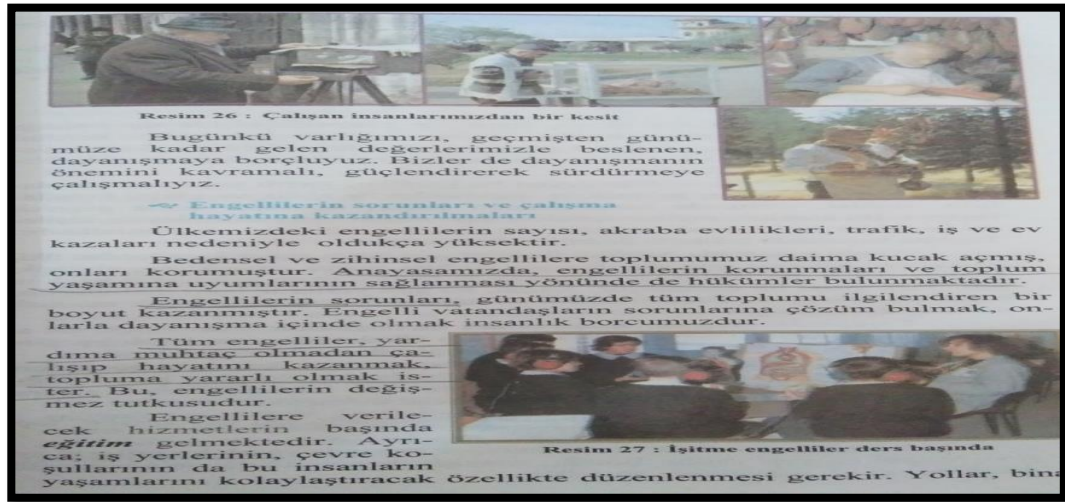 Resim 26 : Çalışan insanlarımızdan bir kesit
Bugünkü varlığımızı, geçmişten günü-
müze kadar gelen değerlerimizle beslenen,
dayanışmaya borçluyuz. Bizler de dayanışmanın
önemini kavramalı, güçlendirerek sürdürmeye
çalışmalıyız.
Engellilerin sorunları ve çalışma
hayatına kazandırılmaları
Ülkemizdeki engellilerin sayısı, akraba evlilikleri, trafik, iş ve ev
kazaları nedeniyle oldukça yüksektir.
Bedensel ve zihinsel engellilere toplumumuz daima kucak açmış,
onları korumuştur. Anayasamızda, engellilerin korunmaları ve toplum
yaşamına uyumlarının sağlanması yönünde de hükümler bulunmaktadır.
Engellilerin sorunları, günümüzde tüm toplumu ilgilendiren bir
boyut kazanmıştır. Engelli vatandaşların sorunlarına çözüm bulmak, on-
larla dayanışma içinde olmak insanlık borcumuzdur.
Tüm engelliler, yar-
dıma muhtaç olmadan ça-
lışıp hayatını kazanmak,
topluma yararlı olmak is-
ter. Bu, engellilerin değiş-
mez tutkusudur.
Engellilere verile-
cek hizmetlerin başında
eğitim gelmektedir. Ayrı-
ca; iş yerlerinin, çevre ko-
şullarının da bu insanların
yaşamlarını kolaylaştıracak özellikte düzenlenmesi gerekir. Yollar, bina
Resim 27 : İşitme engelliler ders başında